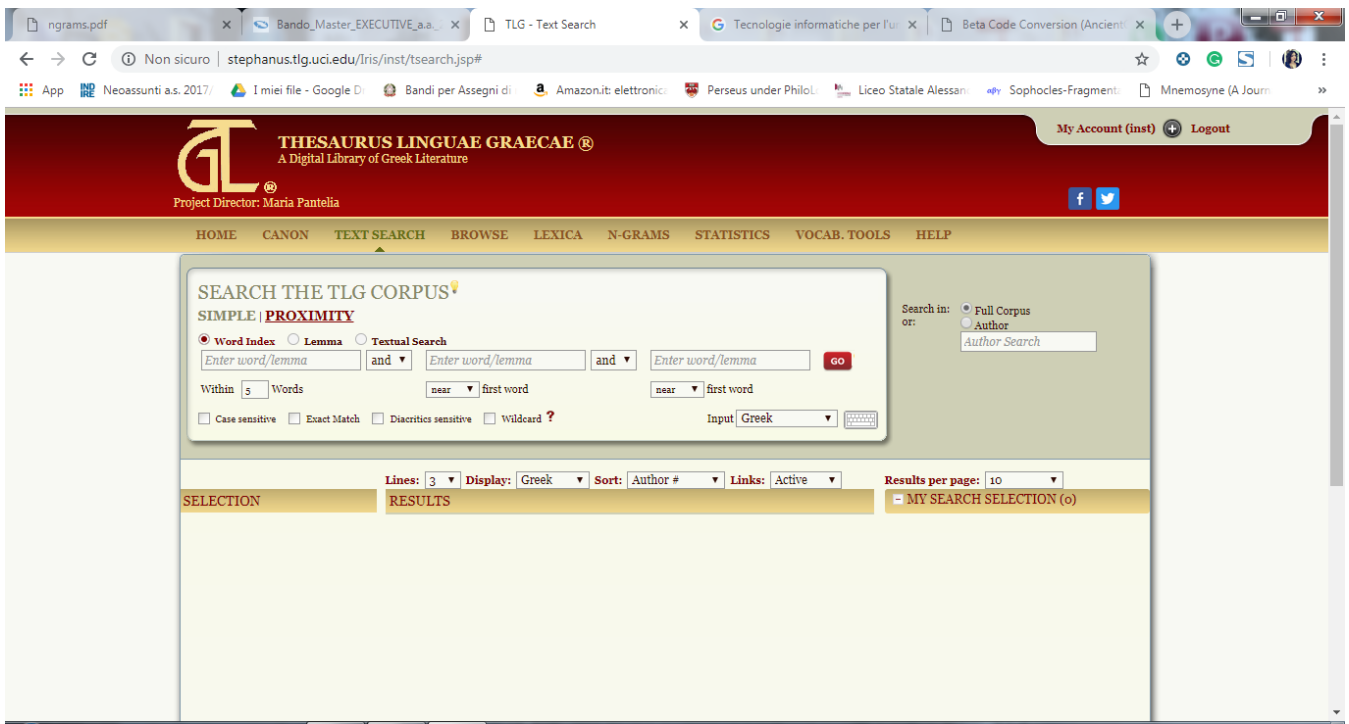 ngrams.pdf
Bando_Master_EXECUTIVE_a.a._
TLG - Text Search
Tecnologie informatiche per l'ur
Beta Code Conversion (Ancient
Non sicuro | stephanus.tlg.uci.edu/Iris/inst/tsearch.jsp#
App
IND IRE Neoassunti a.s. 2017/
I miei file - Google D
Bandi per Assegni di
Amazon.it: elettronica
Perseus under PhiloL
Liceo Statale Alessan
αβγ Sophocles-Fragment
Mnemosyne (A Journ
»
My Account (inst) Logout
THESAURUS LINGUAE GRAECAE ®
A Digital Library of Greek Literature
TLG ®
Project Director: Maria Pantelia
HOME CANON TEXT SEARCH BROWSE LEXICA N-GRAMS STATISTICS VOCAB. TOOLS HELP
SEARCH THE TLG CORPUS
SIMPLE | PROXIMITY
Word Index Lemma Textual Search
Enter word/lemma and Enter word/lemma and Enter word/lemma GO
Within 5 Words near first word near first word
Case sensitive Exact Match Diacritics sensitive Wildcard ? Input Greek
Search in: Full Corpus
or: Author
Author Search
Lines: 3 Display: Greek Sort: Author # Links: Active Results per page: 10
SELECTION RESULTS MY SEARCH SELECTION (0)